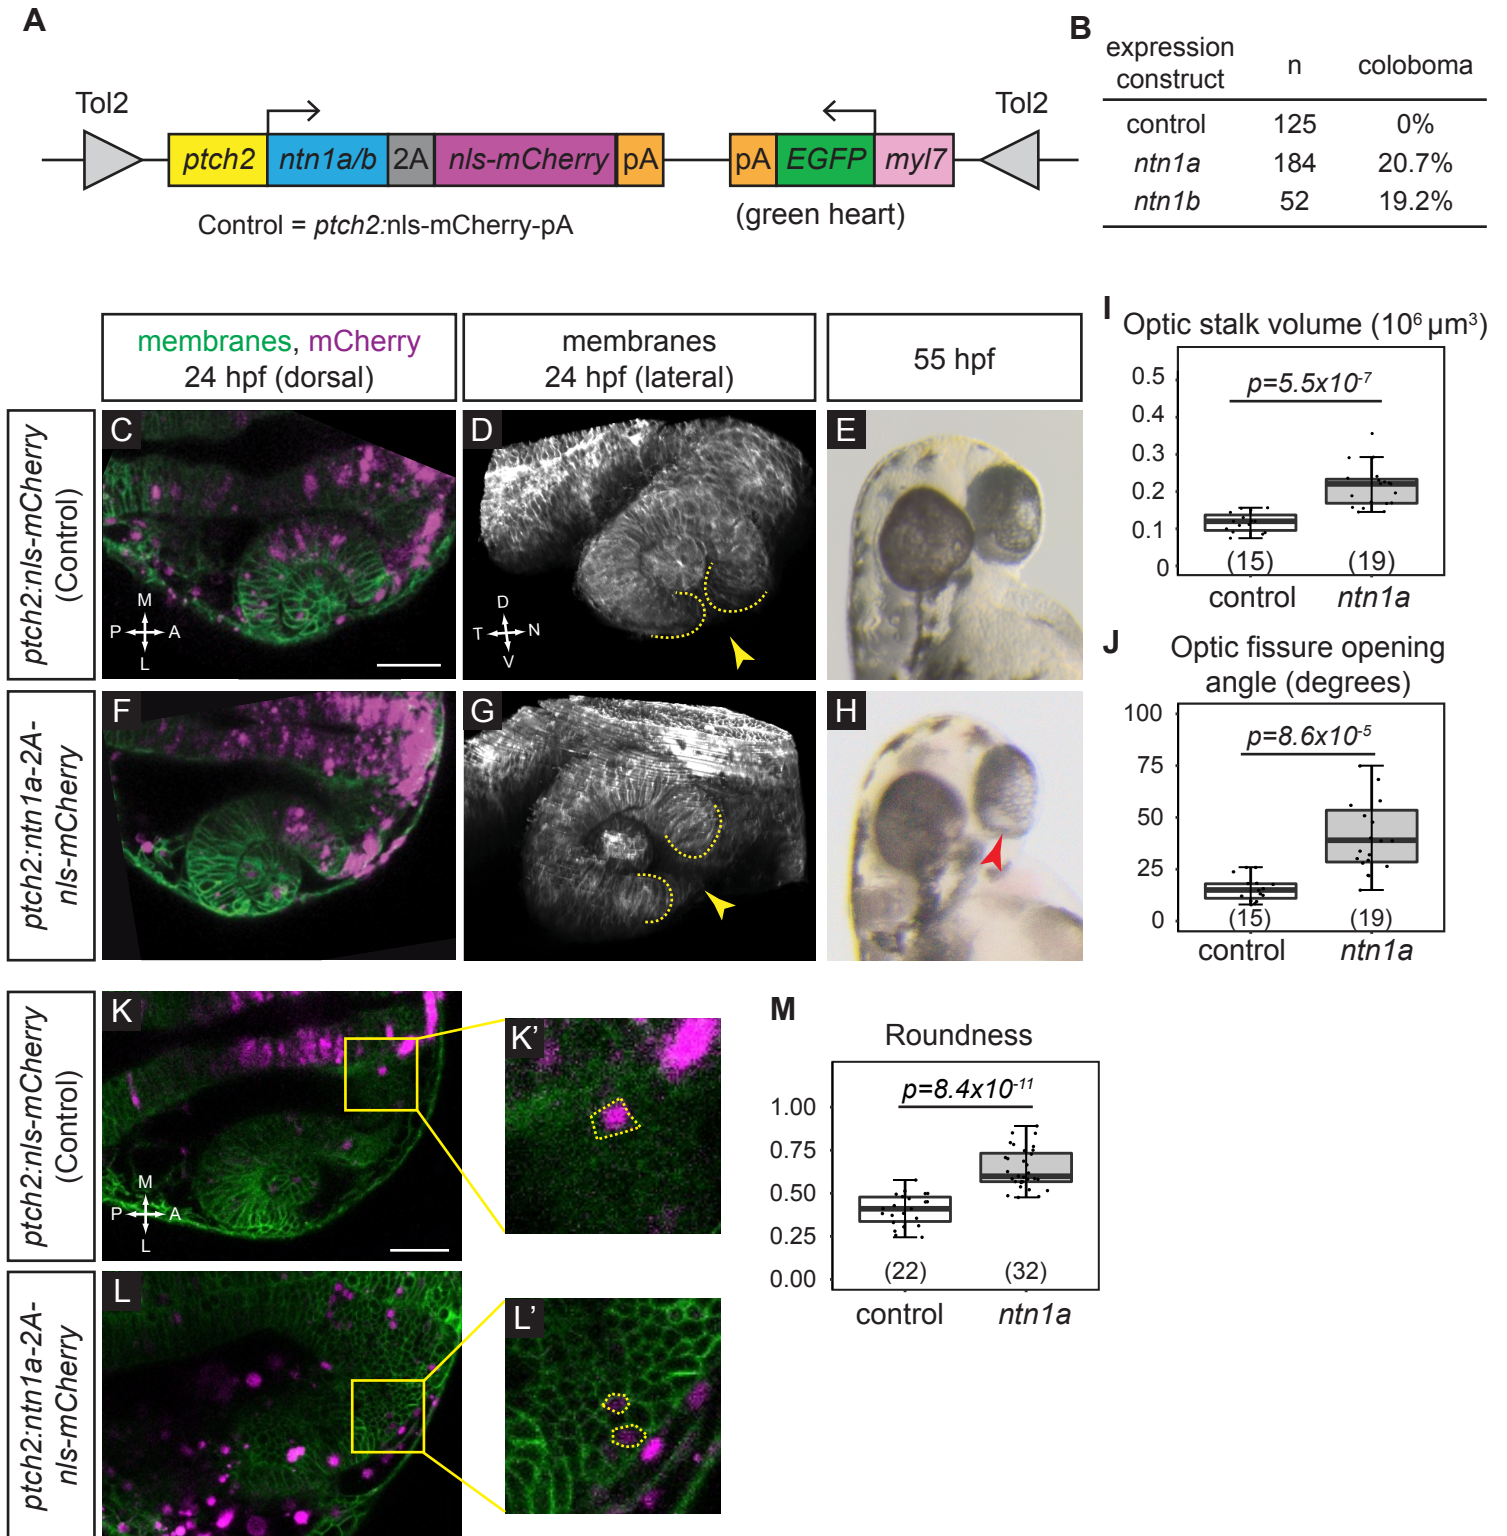 A
B
Tol2
Tol2
ptch2 ntn1a/b 2A nls-mCherry pA
pA EGFP myl7
Control = ptch2:nls-mCherry-pA
(green heart)
expression construct n coloboma
control 125 0%
ntn1a 184 20.7%
ntn1b 52 19.2%
membranes, mCherry
24 hpf (dorsal)
membranes
24 hpf (lateral)
55 hpf
ptch2:nls-mCherry
(Control)
C
M
P A
L
D
D
T N
V
E
ptch2:ntn1a-2A-
nls-mCherry
F
G
H
I
Optic stalk volume (10⁶ µm³)
p=5.5x10⁻⁷
0.5
0.4
0.3
0.2
0.1
0
(15) (19)
control ntn1a
J
Optic fissure opening
angle (degrees)
p=8.6x10⁻⁵
100
75
50
25
0
(15) (19)
control ntn1a
ptch2:nls-mCherry
(Control)
K
M
P A
L
K'
ptch2:ntn1a-2A-
nls-mCherry
L
L'
M
Roundness
p=8.4x10⁻¹¹
1.00
0.75
0.50
0.25
0.00
(22) (32)
control ntn1a